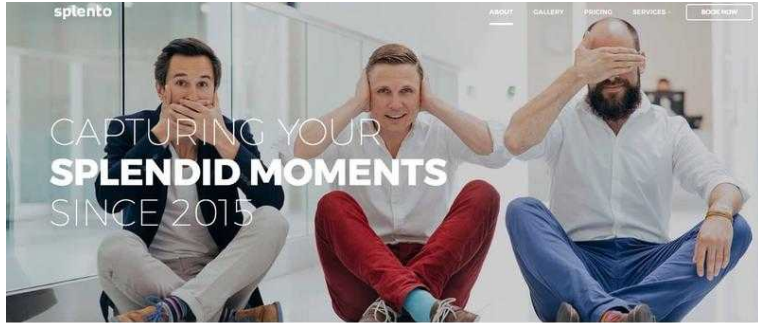 splento
ABOUT GALLERY PRICING SERVICES BOOK NOW
CAPTURING YOUR
SPLENDID MOMENTS
SINCE 2015